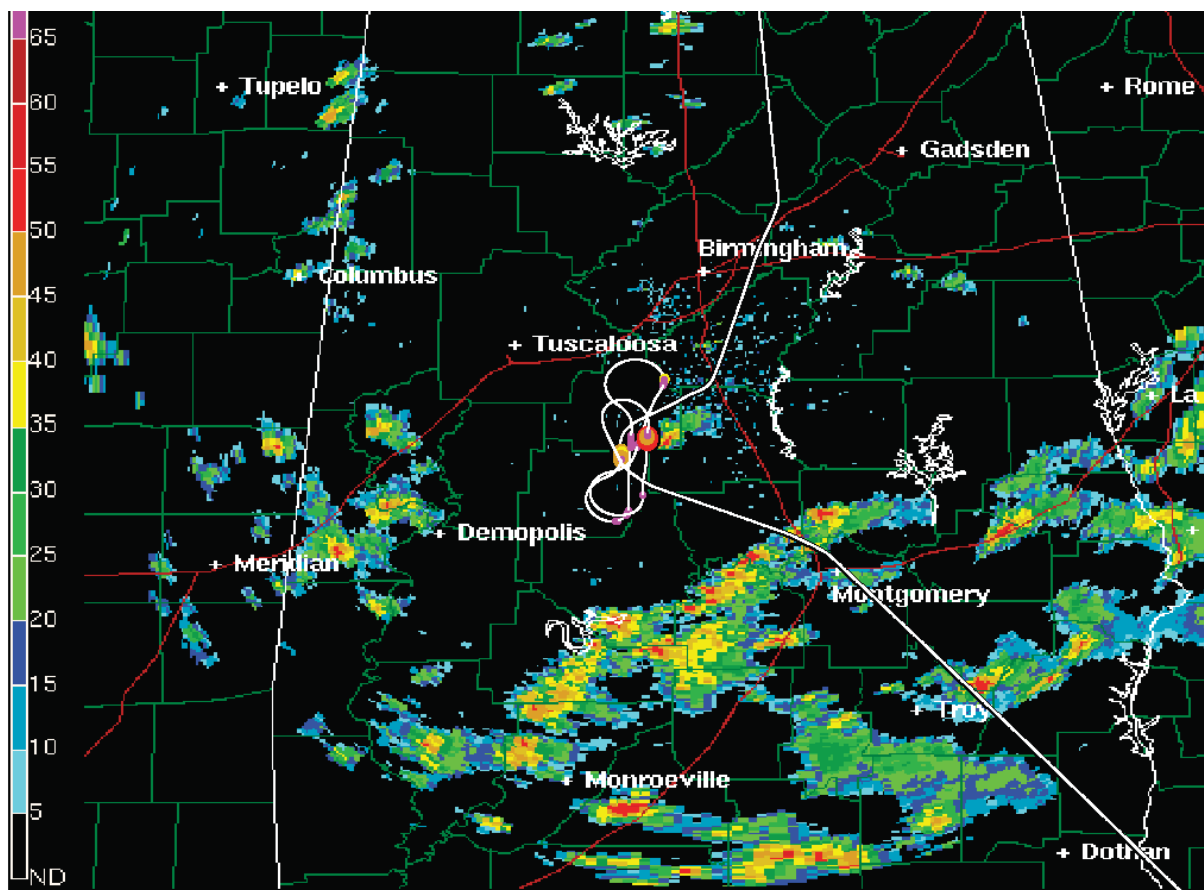 65
60
55
50
45
40
35
30
25
20
15
10
5
ND
Tupelo
Rome
Gadsden
Birmingham
Columbus
Tuscaloosa
La
Demopolis
Meridian
Montgomery
Troy
Monroeville
Dothan